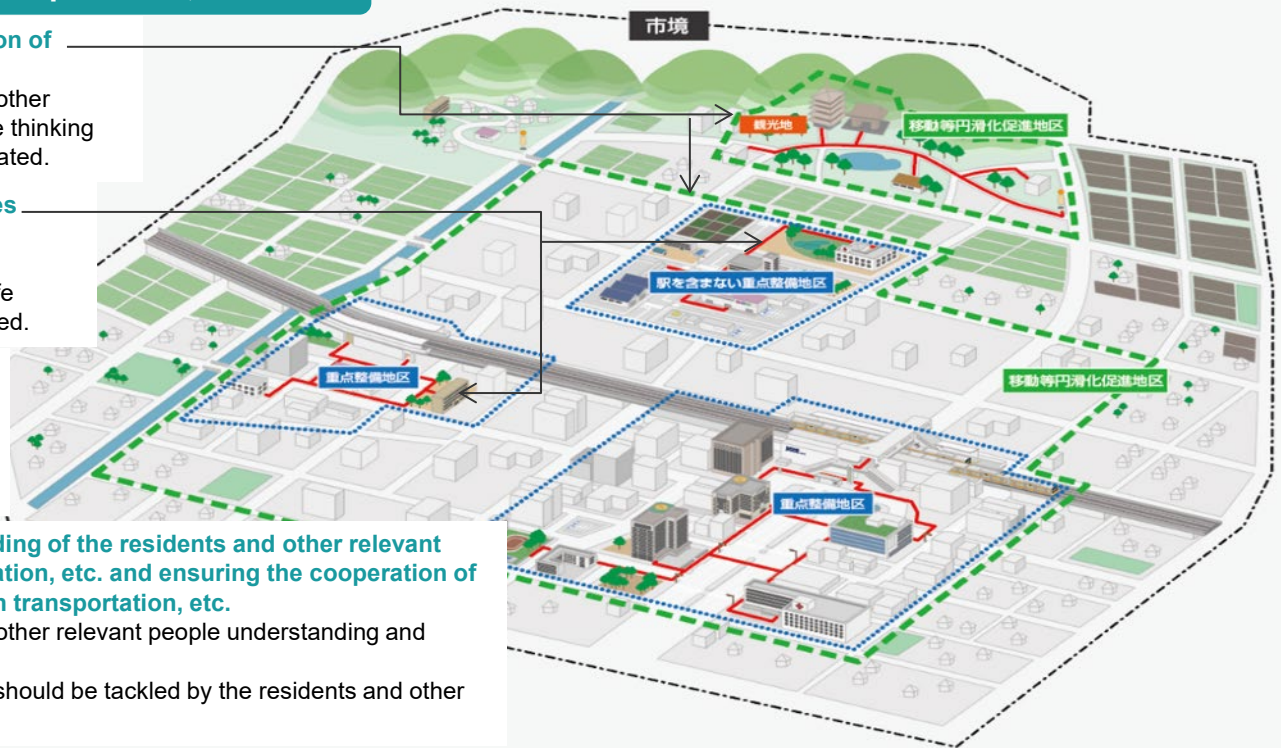 on of
other
e thinking
ated.
es
fe
ed.
ding of the residents and other relevant
ation, etc. and ensuring the cooperation of
n transportation, etc.
other relevant people understanding and
should be tackled by the residents and other
市境
観光地
移動等円滑化促進地区
駅を含まない重点整備地区
重点整備地区
移動等円滑化促進地区
重点整備地区